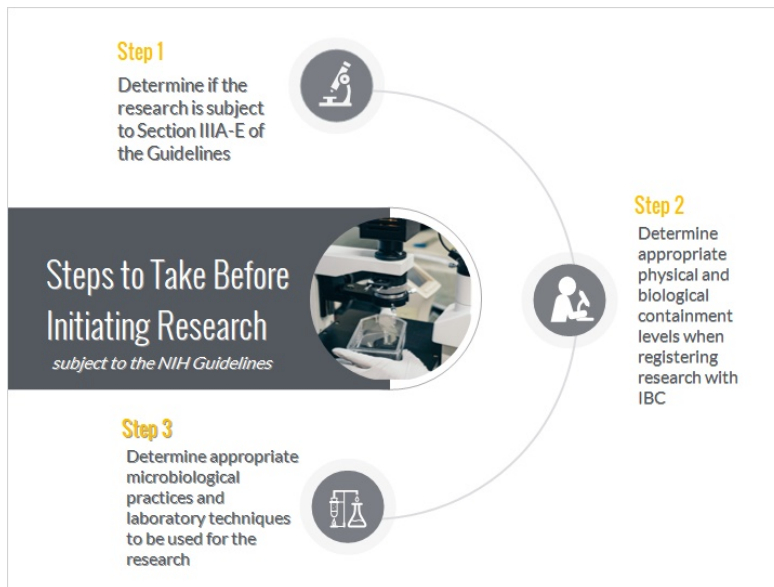 Step 1
Determine if the
research is subject
to Section IIIA-E of
the Guidelines
Steps to Take Before
Initiating Research
subject to the NIH Guidelines
Step 2
Determine
appropriate
physical and
biological
containment
levels when
registering
research with
IBC
Step 3
Determine appropriate
microbiological
practices and
laboratory techniques
to be used for the
research